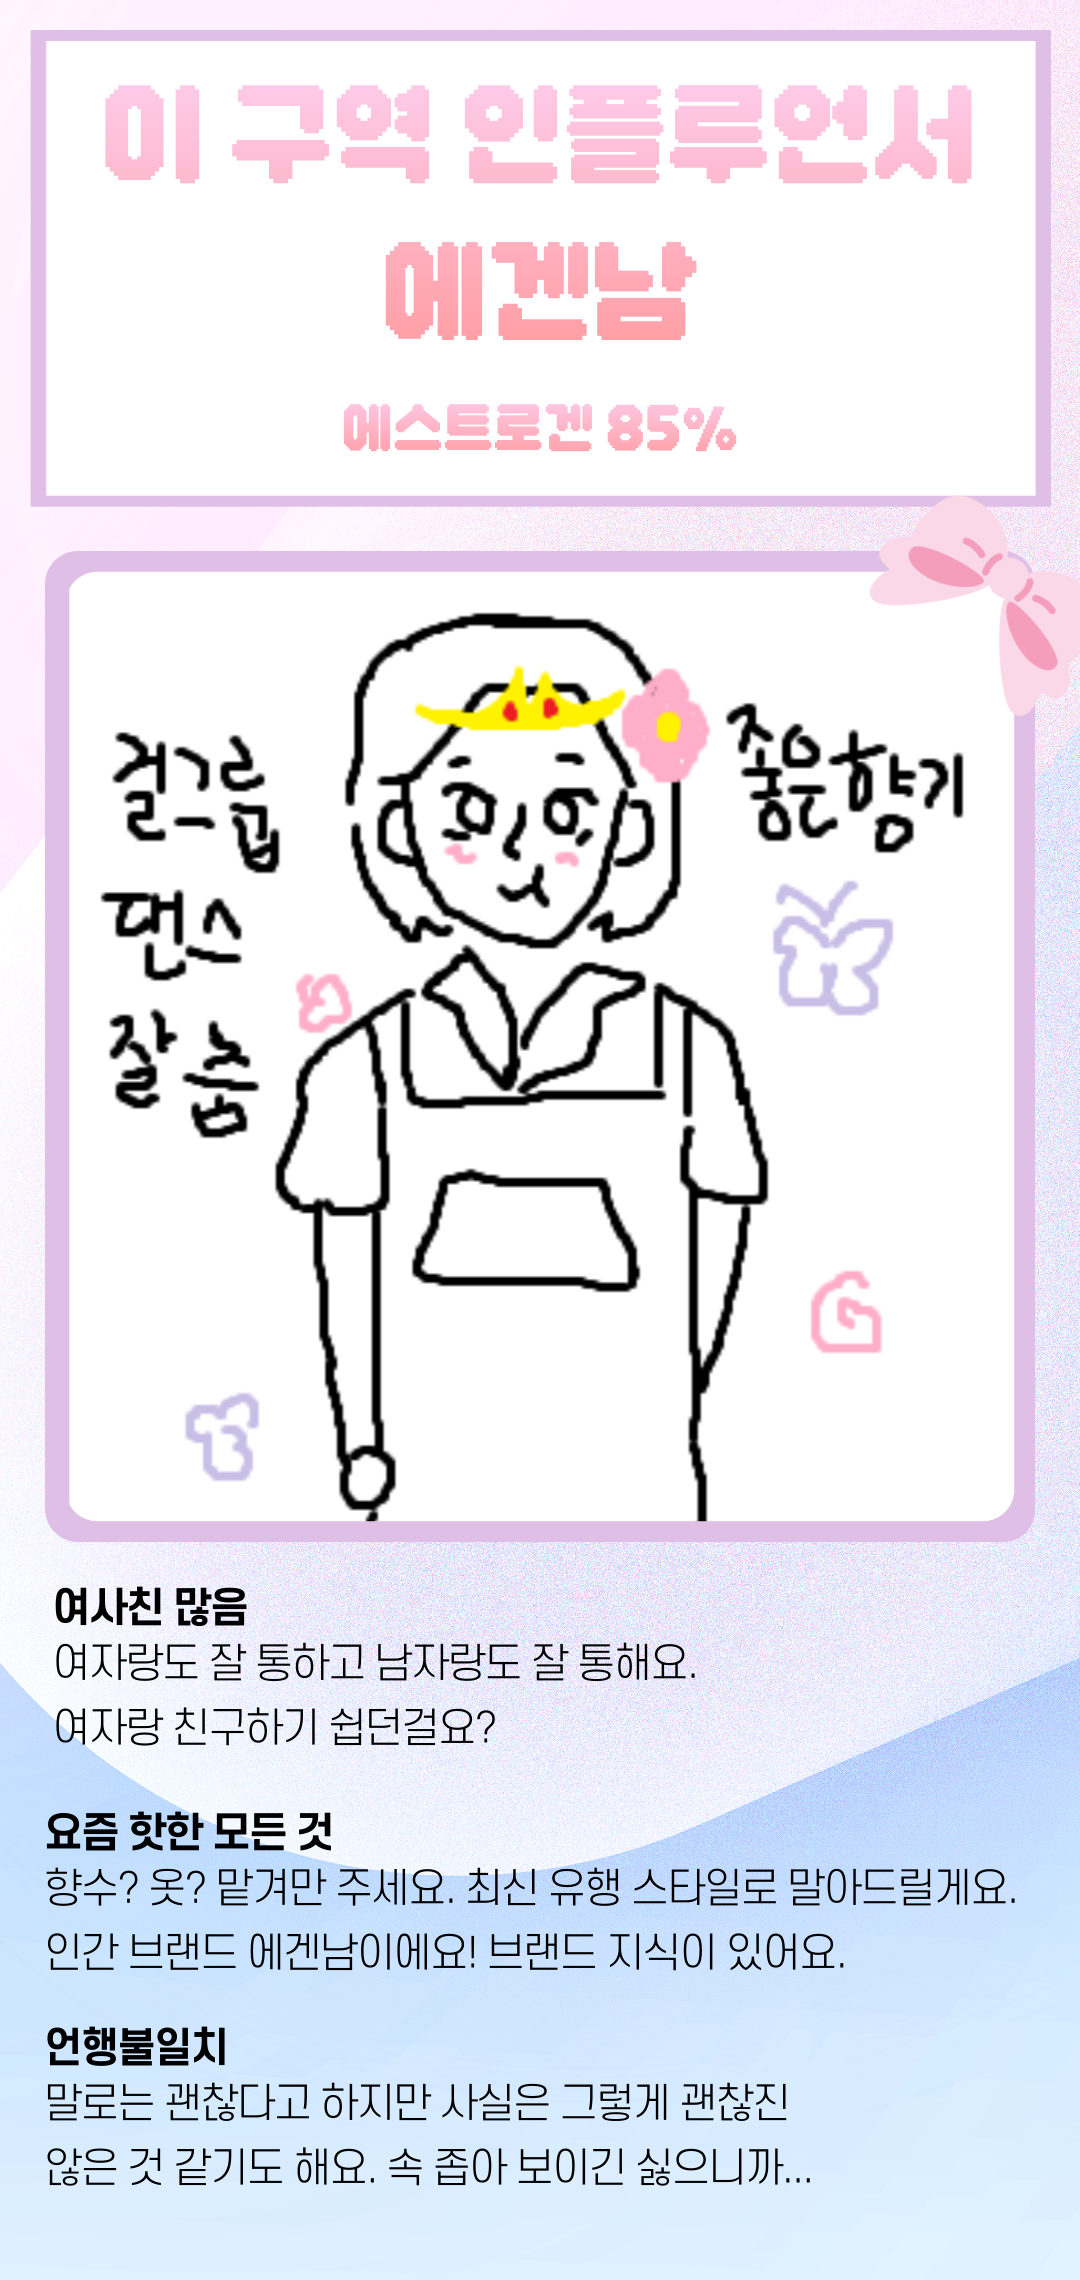 이 구역 인플루언서
에겐남
에스트로겐 85%
걸그룹
댄스
잘 춤
좋은향기
여사친 많음
여자랑도 잘 통하고 남자랑도 잘 통해요.
여자랑 친구하기 쉽던걸요?
요즘 핫한 모든 것
향수? 옷? 맡겨만 주세요. 최신 유행 스타일로 말아드릴게요.
인간 브랜드 에겐남이에요! 브랜드 지식이 있어요.
언행불일치
말로는 괜찮다고 하지만 사실은 그렇게 괜찮진
않은 것 같기도 해요. 속 좁아 보이긴 싫으니까...